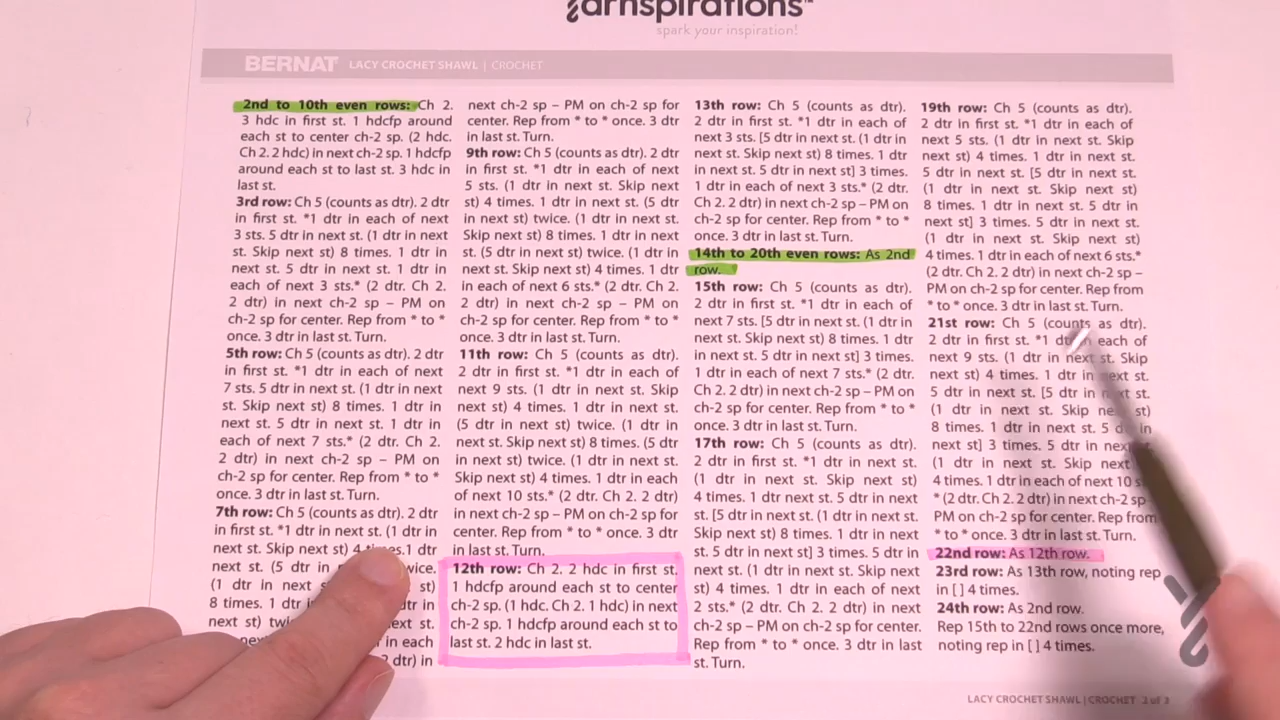 yarnspirations™
spark your inspiration!
BERNAT LACY CROCHET SHAWL | CROCHET
2nd to 10th even rows: Ch 2.
3 hdc in first st. 1 hdcfp around
each st to center ch-2 sp. (2 hdc.
Ch 2. 2 hdc) in next ch-2 sp. 1 hdcfp
around each st to last st. 3 hdc in
last st.
3rd row: Ch 5 (counts as dtr). 2 dtr
in first st. *1 dtr in each of next
3 sts. 5 dtr in next st. (1 dtr in next
st. Skip next st) 8 times. 1 dtr in
next st. 5 dtr in next st. 1 dtr in
each of next 3 sts.* (2 dtr. Ch 2.
2 dtr) in next ch-2 sp – PM on
ch-2 sp for center. Rep from * to *
once. 3 dtr in last st. Turn.
5th row: Ch 5 (counts as dtr). 2 dtr
in first st. *1 dtr in each of next
7 sts. 5 dtr in next st. (1 dtr in next
st. Skip next st) 8 times. 1 dtr in
next st. 5 dtr in next st. 1 dtr in
each of next 7 sts.* (2 dtr. Ch 2.
2 dtr) in next ch-2 sp – PM on
ch-2 sp for center. Rep from * to *
once. 3 dtr in last st. Turn.
7th row: Ch 5 (counts as dtr). 2 dtr
in first st. *1 dtr in next st. (1 dtr in
next st. Skip next st) 4 times. 1 dtr
next st. (5 dtr in
(1 dtr in st)
8 times. 1 dtr in
next st) st.
in each
2 dtr) in
next ch-2 sp – PM on ch-2 sp for
center. Rep from * to * once. 3 dtr
in last st. Turn.
9th row: Ch 5 (counts as dtr). 2 dtr
in first st. *1 dtr in each of next
5 sts. (1 dtr in next st. Skip next
st) 4 times. 1 dtr in next st. (5 dtr
in next st) twice. (1 dtr in next st.
Skip next st) 8 times. 1 dtr in next
st. (5 dtr in next st) twice. (1 dtr in
next st. Skip next st) 4 times. 1 dtr
in each of next 6 sts.* (2 dtr. Ch 2.
2 dtr) in next ch-2 sp – PM on
ch-2 sp for center. Rep from * to *
once. 3 dtr in last st. Turn.
11th row: Ch 5 (counts as dtr).
2 dtr in first st. *1 dtr in each of
next 9 sts. (1 dtr in next st. Skip
next st) 4 times. 1 dtr in next st.
(5 dtr in next st) twice. (1 dtr in
next st. Skip next st) 8 times. (5 dtr
in next st) twice. (1 dtr in next st.
Skip next st) 4 times. 1 dtr in each
of next 10 sts.* (2 dtr. Ch 2. 2 dtr)
in next ch-2 sp – PM on ch-2 sp for
center. Rep from * to * once. 3 dtr
in last st. Turn.
12th row: Ch 2. 2 hdc in first st.
1 hdcfp around each st to center
ch-2 sp. (1 hdc. Ch 2. 1 hdc) in next
ch-2 sp. 1 hdcfp around each st to
last st. 2 hdc in last st.
13th row: Ch 5 (counts as dtr).
2 dtr in first st. *1 dtr in each of
next 3 sts. [5 dtr in next st. (1 dtr in
next st. Skip next st) 8 times. 1 dtr
in next st. 5 dtr in next st] 3 times.
1 dtr in each of next 3 sts.* (2 dtr.
Ch 2. 2 dtr) in next ch-2 sp – PM on
ch-2 sp for center. Rep from * to *
once. 3 dtr in last st. Turn.
14th to 20th even rows: As 2nd
row.
15th row: Ch 5 (counts as dtr).
2 dtr in first st. *1 dtr in each of
next 7 sts. [5 dtr in next st. (1 dtr in
next st. Skip next st) 8 times. 1 dtr
in next st. 5 dtr in next st] 3 times.
1 dtr in each of next 7 sts.* (2 dtr.
Ch 2. 2 dtr) in next ch-2 sp – PM on
ch-2 sp for center. Rep from * to *
once. 3 dtr in last st. Turn.
17th row: Ch 5 (counts as dtr).
2 dtr in first st. *1 dtr in next st.
(1 dtr in next st. Skip next st)
4 times. 1 dtr next st. 5 dtr in next
st. [5 dtr in next st. (1 dtr in next st.
Skip next st) 8 times. 1 dtr in next
st. 5 dtr in next st] 3 times. 5 dtr in
next st. (1 dtr in next st. Skip next
st) 4 times. 1 dtr in each of next
2 sts.* (2 dtr. Ch 2. 2 dtr) in next
ch-2 sp – PM on ch-2 sp for center.
Rep from * to * once. 3 dtr in last
st. Turn.
19th row: Ch 5 (counts as dtr).
2 dtr in first st. *1 dtr in each of
next 5 sts. (1 dtr in next st. Skip
next st) 4 times. 1 dtr in next st.
5 dtr in next st. [5 dtr in next st.
(1 dtr in next st. Skip next st)
8 times. 1 dtr in next st. 5 dtr in
next st] 3 times. 5 dtr in next st.
(1 dtr in next st. Skip next st)
4 times. 1 dtr in each of next 6 sts.*
(2 dtr. Ch 2. 2 dtr) in next ch-2 sp –
PM on ch-2 sp for center. Rep from
* to * once. 3 dtr in last st. Turn.
21st row: Ch 5 (counts as dtr).
2 dtr in first st. *1 dtr each of
next 9 sts. (1 dtr in next st. Skip
next st) 4 times. 1 dtr in next st.
5 dtr in next st. [5 dtr in next st.
(1 dtr in next st. Skip next st)
8 times. 1 dtr in next st. 5 dtr in
next st] 3 times. 5 dtr in next
(1 dtr in next st. Skip next
4 times. 1 dtr in each of next 10
* (2 dtr. Ch 2. 2 dtr) in next ch-2 sp
PM on ch-2 sp for center. Rep from
* to * once. 3 dtr in last st. Turn.
22nd row: As 12th row.
23rd row: As 13th row, noting rep
in [ ] 4 times.
24th row: As 2nd row.
Rep 15th to 22nd rows once more,
noting rep in [ ] 4 times.
LACY CROCHET SHAWL | CROCHET 2 of 3